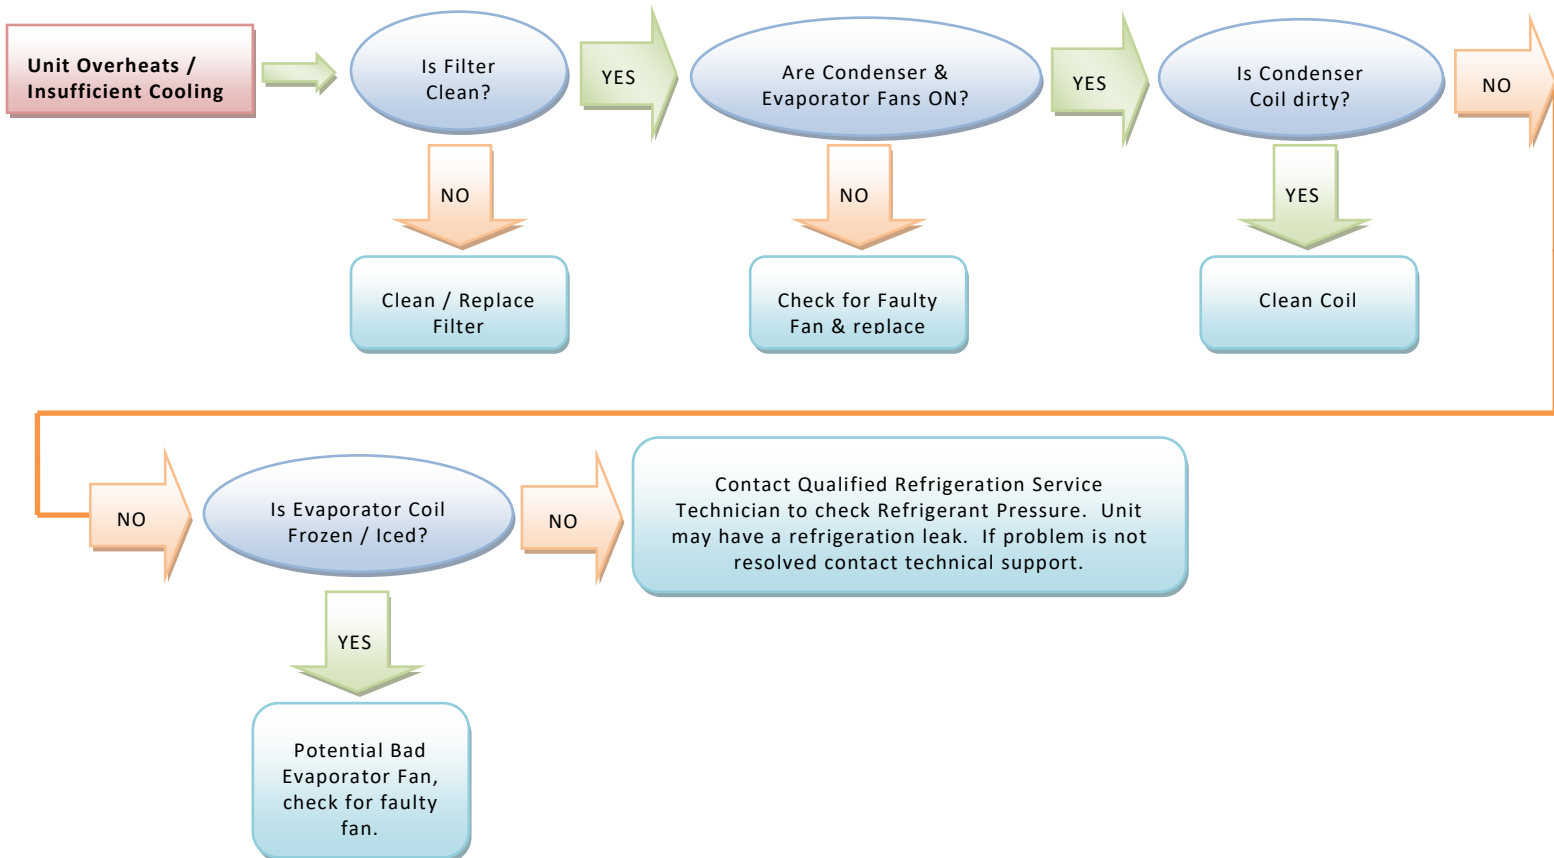 Unit Overheats /
Insufficient Cooling
Is Filter
Clean?
YES
Are Condenser &
Evaporator Fans ON?
YES
Is Condenser
Coil dirty?
NO
NO
NO
YES
Clean / Replace
Filter
Check for Faulty
Fan & replace
Clean Coil
NO
Is Evaporator Coil
Frozen / Iced?
NO
Contact Qualified Refrigeration Service
Technician to check Refrigerant Pressure.  Unit
may have a refrigeration leak.  If problem is not
resolved contact technical support.
YES
Potential Bad
Evaporator Fan,
check for faulty
fan.